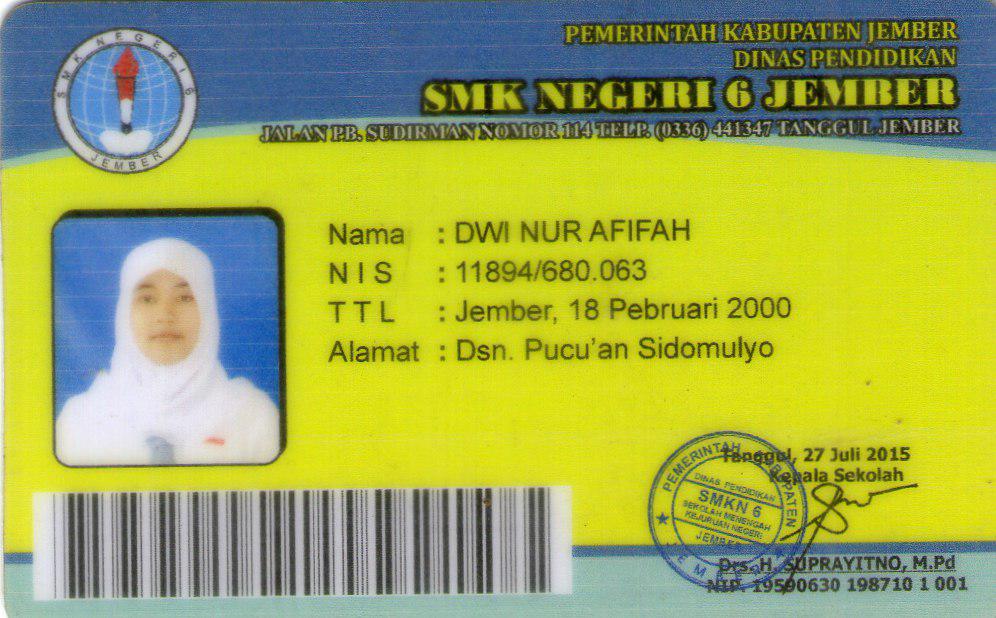 PEMERINTAH KABUPATEN JEMBER
DINAS PENDIDIKAN
SMK NEGERI 6 JEMBER
JALAN PB. SUDIRMAN NOMOR 114 TELP. (0336) 441347 TANGGUL JEMBER
SMK NEGERI 6
JEMBER
Nama : DWI NUR AFIFAH
N I S : 11894/680.063
T T L : Jember, 18 Pebruari 2000
Alamat : Dsn. Pucu'an Sidomulyo
Tanggul, 27 Juli 2015
Kepala Sekolah
PEMERINTAH KABUPATEN
DINAS PENDIDIKAN
SMKN 6
SEKOLAH MENENGAH
KEJURUAN NEGERI
JEMBER
JEMBER
Drs. H. SUPRAYITNO, M.Pd
NIP. 19590630 198710 1 001